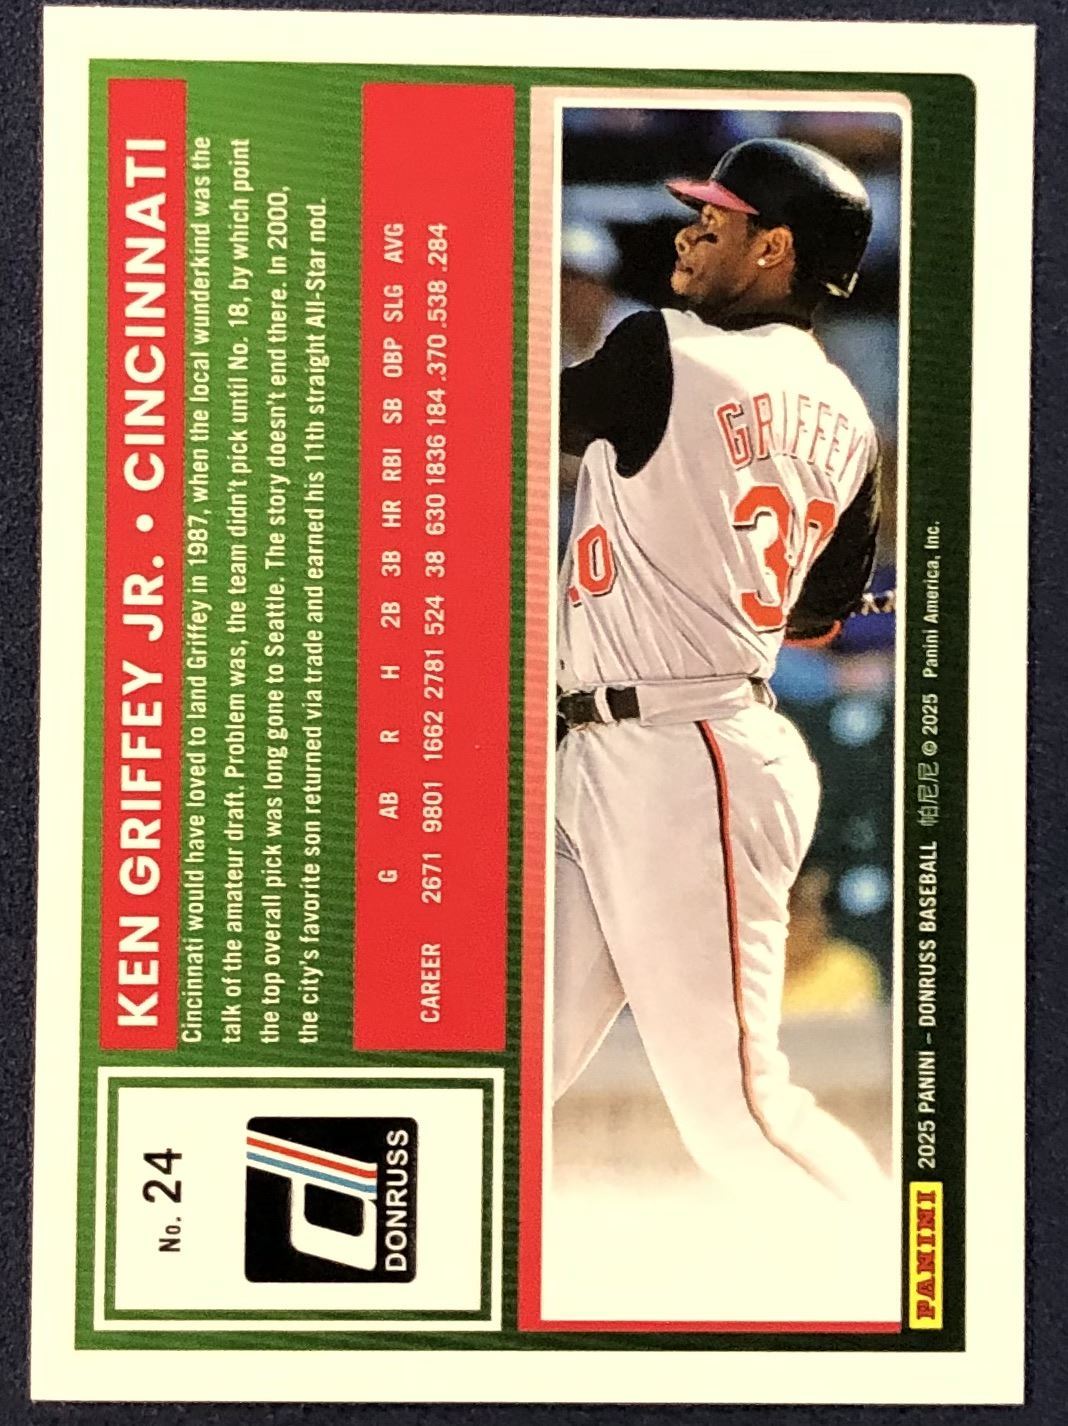 No. 24
DONRUSS
KEN GRIFFEY JR. • CINCINNATI
Cincinnati would have loved to land Griffey in 1987, when the local wunderkind was the
talk of the amateur draft. Problem was, the team didn't pick until No. 18, by which point
the top overall pick was long gone to Seattle. The story doesn't end there. In 2000,
the city's favorite son returned via trade and earned his 11th straight All-Star nod.
G AB R H 2B 3B HR RBI SB OBP SLG AVG
CAREER 2671 9801 1662 2781 524 38 630 1836 184 .370 .538 .284
GRIFFEY
30
PANINI 2025 PANINI – DONRUSS BASEBALL 帕尼尼 © 2025 Panini America, Inc.